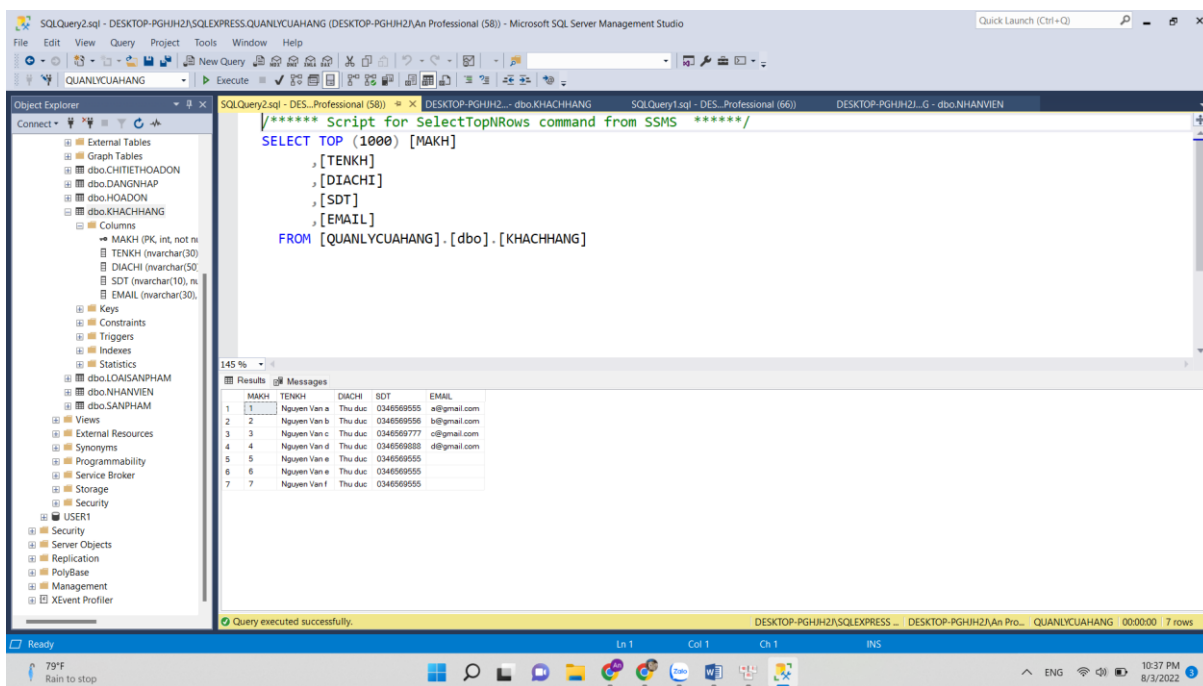 SQLQuery2.sql - DESKTOP-PGHJH2J\SQLEXPRESS.QUANLYCUAHANG (DESKTOP-PGHJH2J\An Professional (58)) - Microsoft SQL Server Management Studio
Quick Launch (Ctrl+Q)
File Edit View Query Project Tools Window Help
New Query
QUANLYCUAHANG Execute
Object Explorer
SQLQuery2.sql - DES...Professional (58)) DESKTOP-PGHJH2...- dbo.KHACHHANG SQLQuery1.sql - DES...Professional (66)) DESKTOP-PGHJH2J...G - dbo.NHANVIEN
Connect
External Tables
Graph Tables
dbo.CHITIETHOADON
dbo.DANGNHAP
dbo.HOADON
dbo.KHACHHANG
Columns
MAKH (PK, int, not nu
TENKH (nvarchar(30)
DIACHI (nvarchar(50)
SDT (nvarchar(10), nu
EMAIL (nvarchar(30),
Keys
Constraints
Triggers
Indexes
Statistics
dbo.LOAISANPHAM
dbo.NHANVIEN
dbo.SANPHAM
Views
External Resources
Synonyms
Programmability
Service Broker
Storage
Security
USER1
Security
Server Objects
Replication
PolyBase
Management
XEvent Profiler
/****** Script for SelectTopNRows command from SSMS ******/
SELECT TOP (1000) [MAKH]
,[TENKH]
,[DIACHI]
,[SDT]
,[EMAIL]
FROM [QUANLYCUAHANG].[dbo].[KHACHHANG]
145 %
Results Messages
MAKH TENKH DIACHI SDT EMAIL
1 1 Nguyen Van a Thu duc 0346569555 a@gmail.com
2 2 Nguyen Van b Thu duc 0346569556 b@gmail.com
3 3 Nguyen Van c Thu duc 0346569777 c@gmail.com
4 4 Nguyen Van d Thu duc 0346569888 d@gmail.com
5 5 Nguyen Van e Thu duc 0346569555
6 6 Nguyen Van e Thu duc 0346569555
7 7 Nguyen Van f Thu duc 0346569555
Query executed successfully.
DESKTOP-PGHJH2J\SQLEXPRESS ... DESKTOP-PGHJH2J\An Pro... QUANLYCUAHANG 00:00:00 7 rows
Ready Ln 1 Col 1 Ch 1 INS
79°F
Rain to stop
ENG
10:37 PM
8/3/2022
3